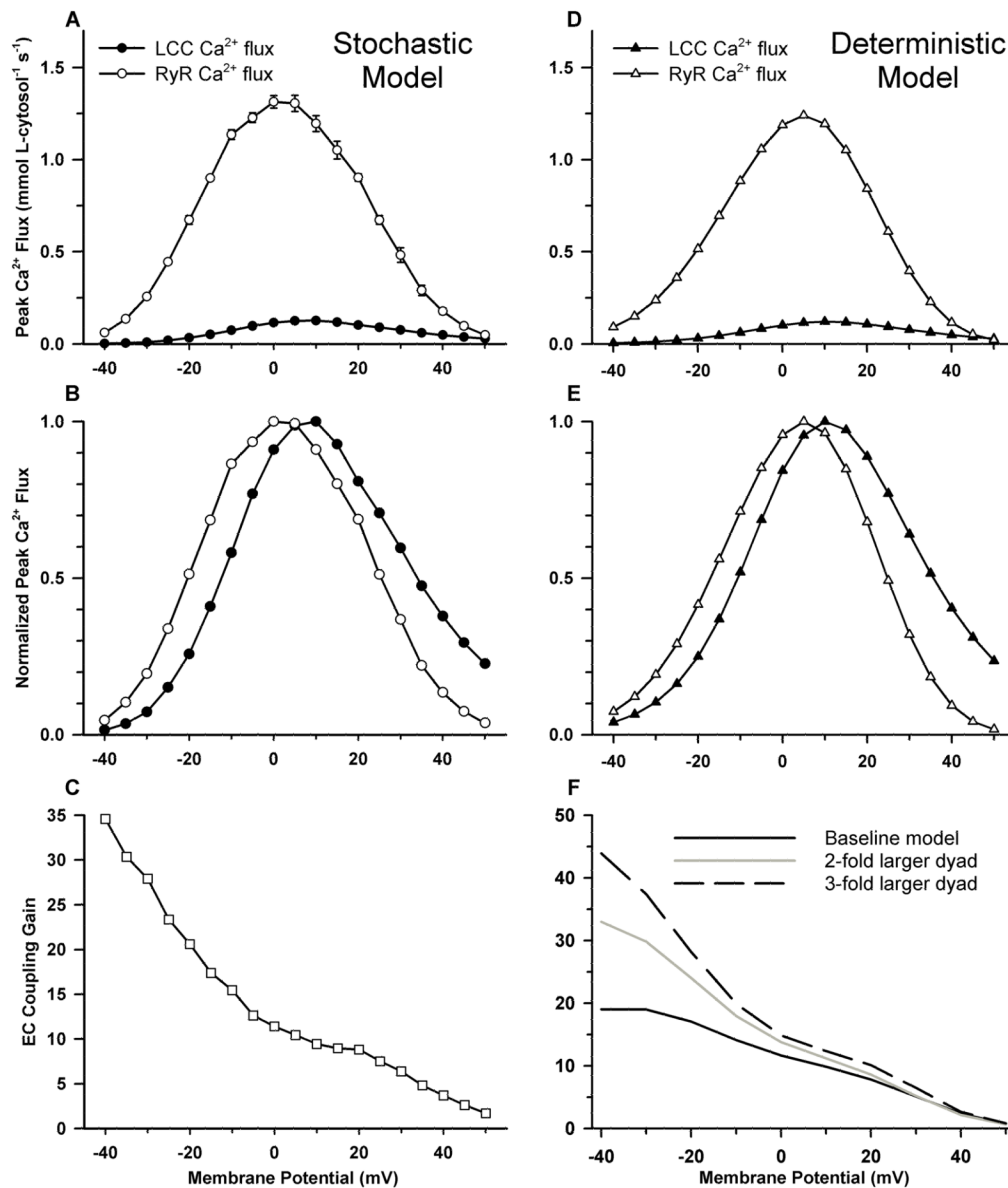 A
LCC Ca²⁺ flux
RyR Ca²⁺ flux
Stochastic
Model
1.5
1.0
0.5
0.0
-40
-20
0
20
40
Peak Ca²⁺ Flux (mmol L-cytosol⁻¹ s⁻¹)
D
LCC Ca²⁺ flux
RyR Ca²⁺ flux
Deterministic
Model
1.5
1.0
0.5
0.0
-40
-20
0
20
40
B
1.0
0.5
0.0
-40
-20
0
20
40
Normalized Peak Ca²⁺ Flux
E
1.0
0.5
0.0
-40
-20
0
20
40
C
35
30
25
20
15
10
5
0
-40
-20
0
20
40
EC Coupling Gain
Membrane Potential (mV)
F
50
40
30
20
10
0
Baseline model
2-fold larger dyad
3-fold larger dyad
-40
-20
0
20
40
Membrane Potential (mV)